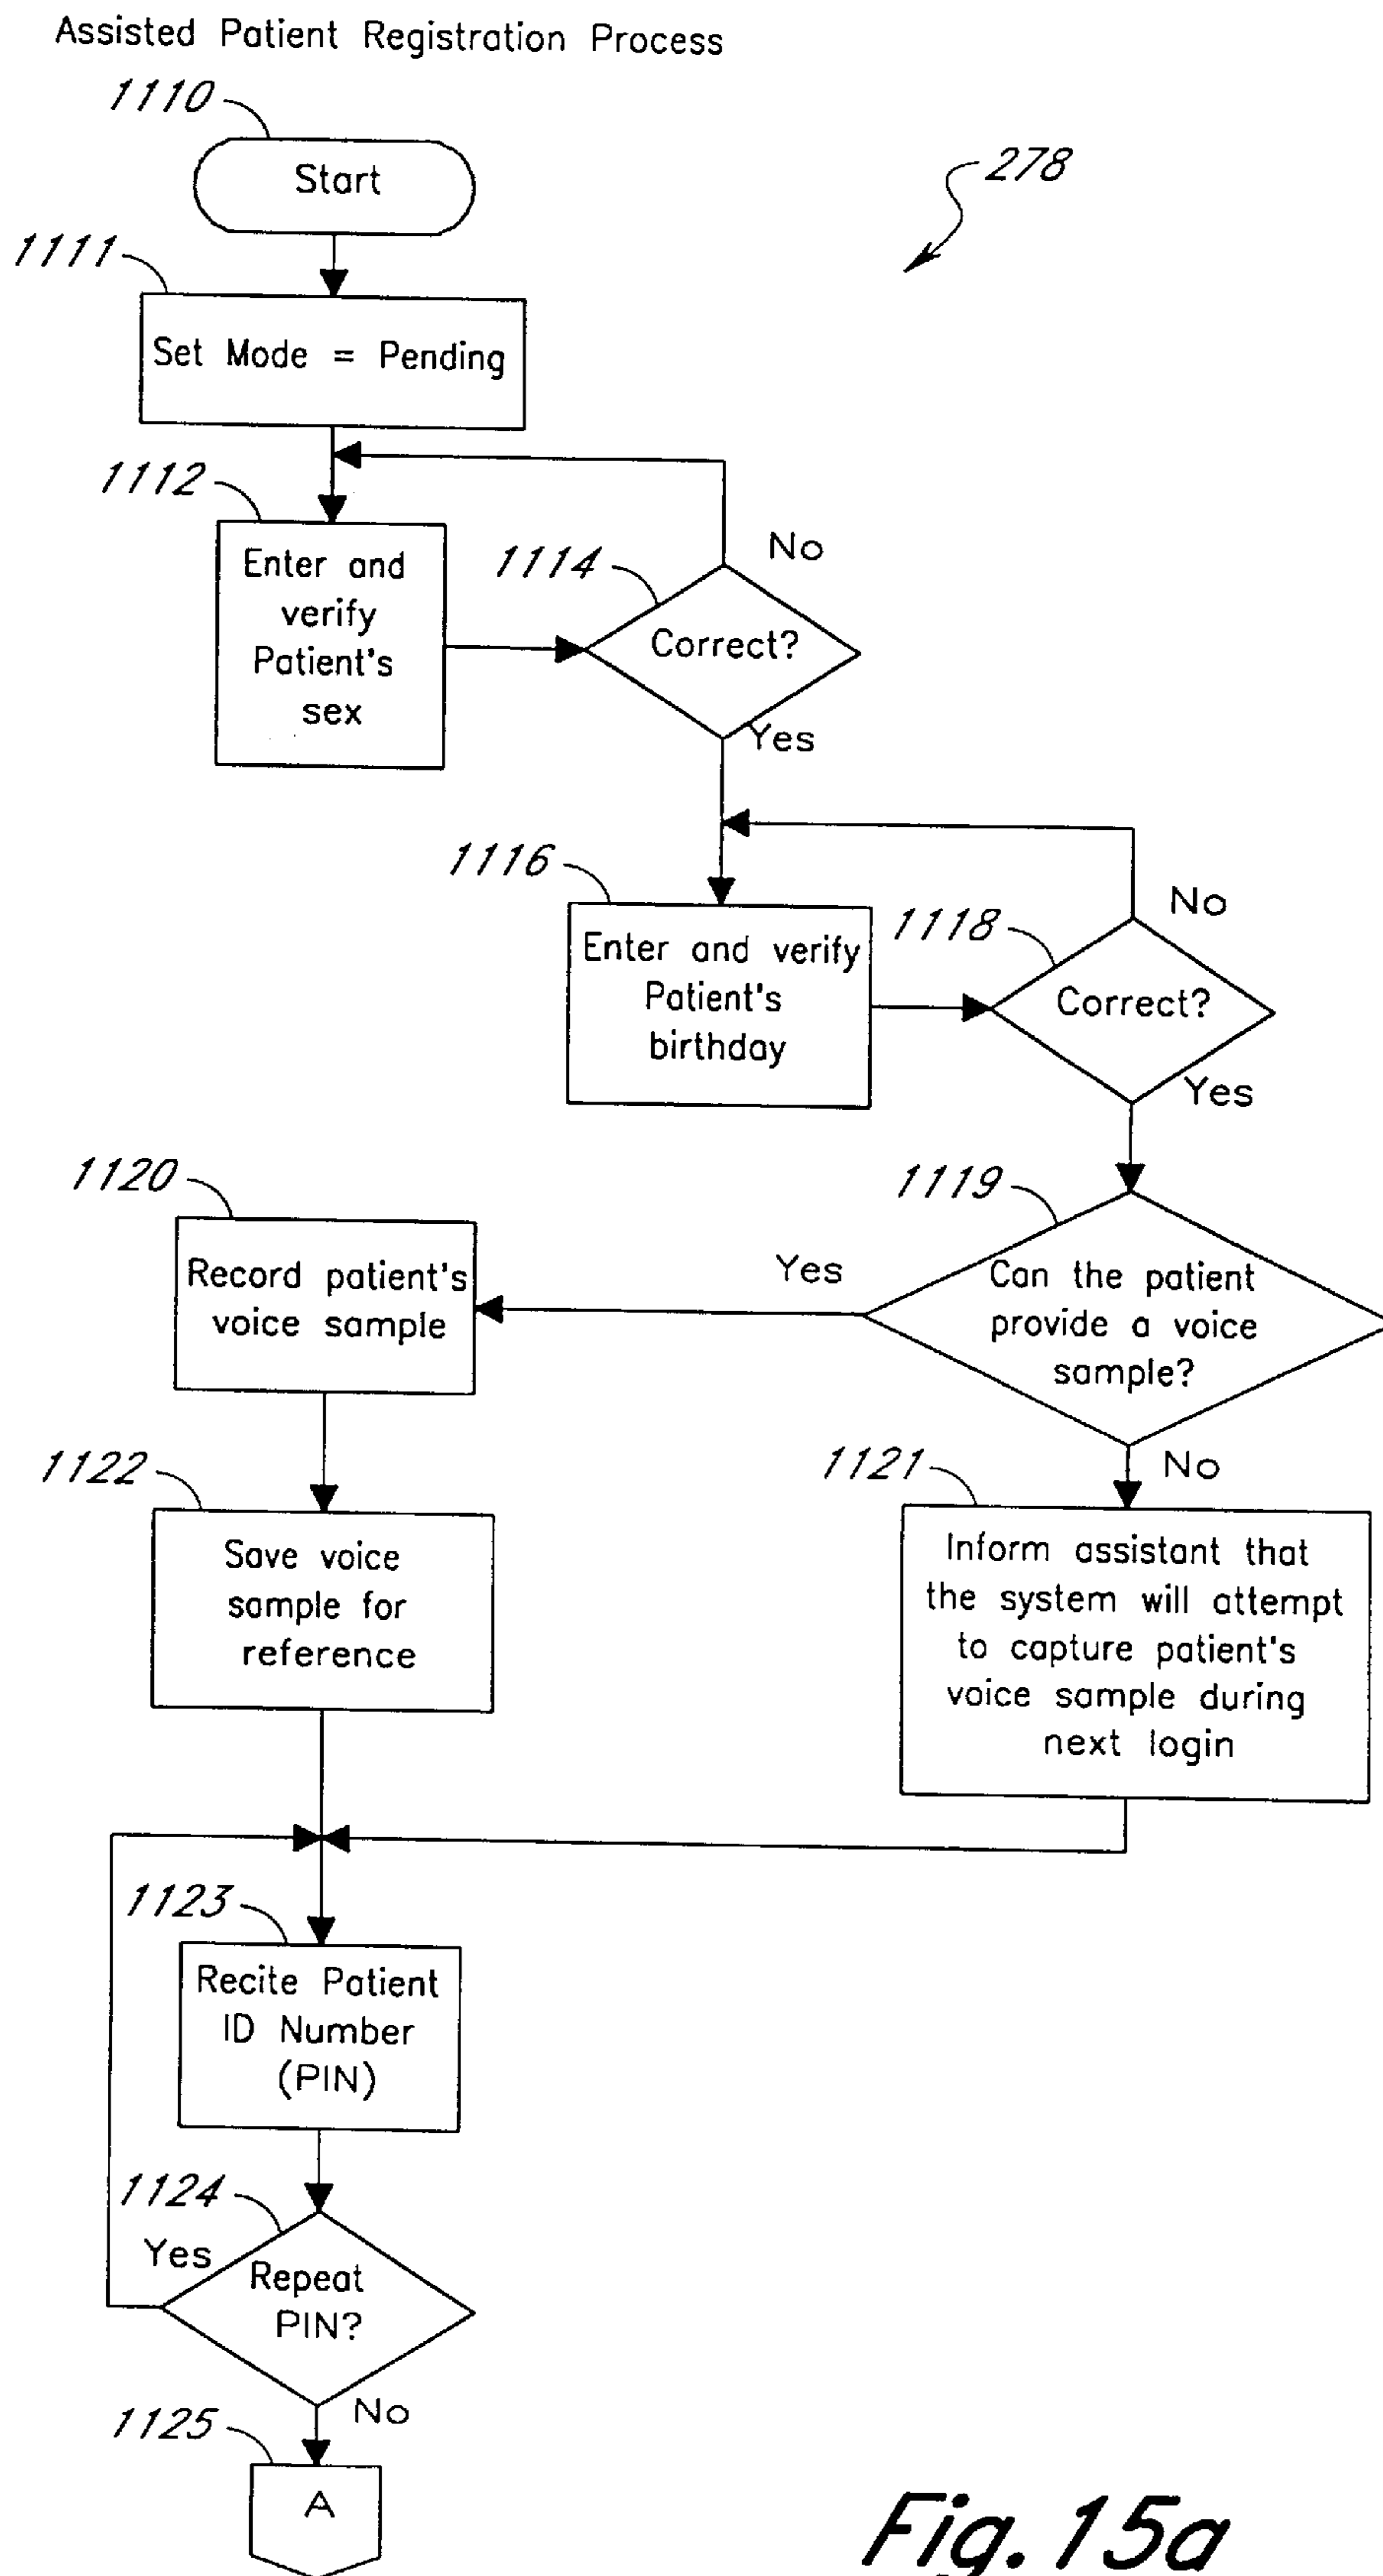 Assisted Patient Registration Process
1110
Start
278
1111
Set Mode = Pending
1112
Enter and
verify
Patient's
sex
1114
Correct?
No
Yes
1116
Enter and verify
Patient's
birthday
1118
Correct?
No
Yes
1119
Can the patient
provide a voice
sample?
Yes
No
1120
Record patient's
voice sample
1122
Save voice
sample for
reference
1121
Inform assistant that
the system will attempt
to capture patient's
voice sample during
next login
1123
Recite Patient
ID Number
(PIN)
1124
Repeat
PIN?
Yes
No
1125
A
Fig. 15a